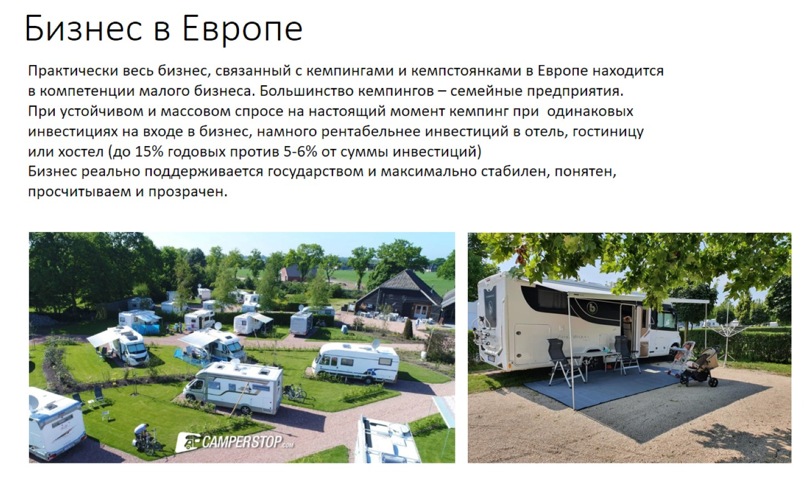 Бизнес в Европе
Практически весь бизнес, связанный с кемпингами и кемпстоянками в Европе находится
в компетенции малого бизнеса. Большинство кемпингов – семейные предприятия.
При устойчивом и массовом спросе на настоящий момент кемпинг при одинаковых
инвестициях на входе в бизнес, намного рентабельнее инвестиций в отель, гостиницу
или хостел (до 15% годовых против 5-6% от суммы инвестиций)
Бизнес реально поддерживается государством и максимально стабилен, понятен,
просчитываем и прозрачен.
CAMPERSTOP.com